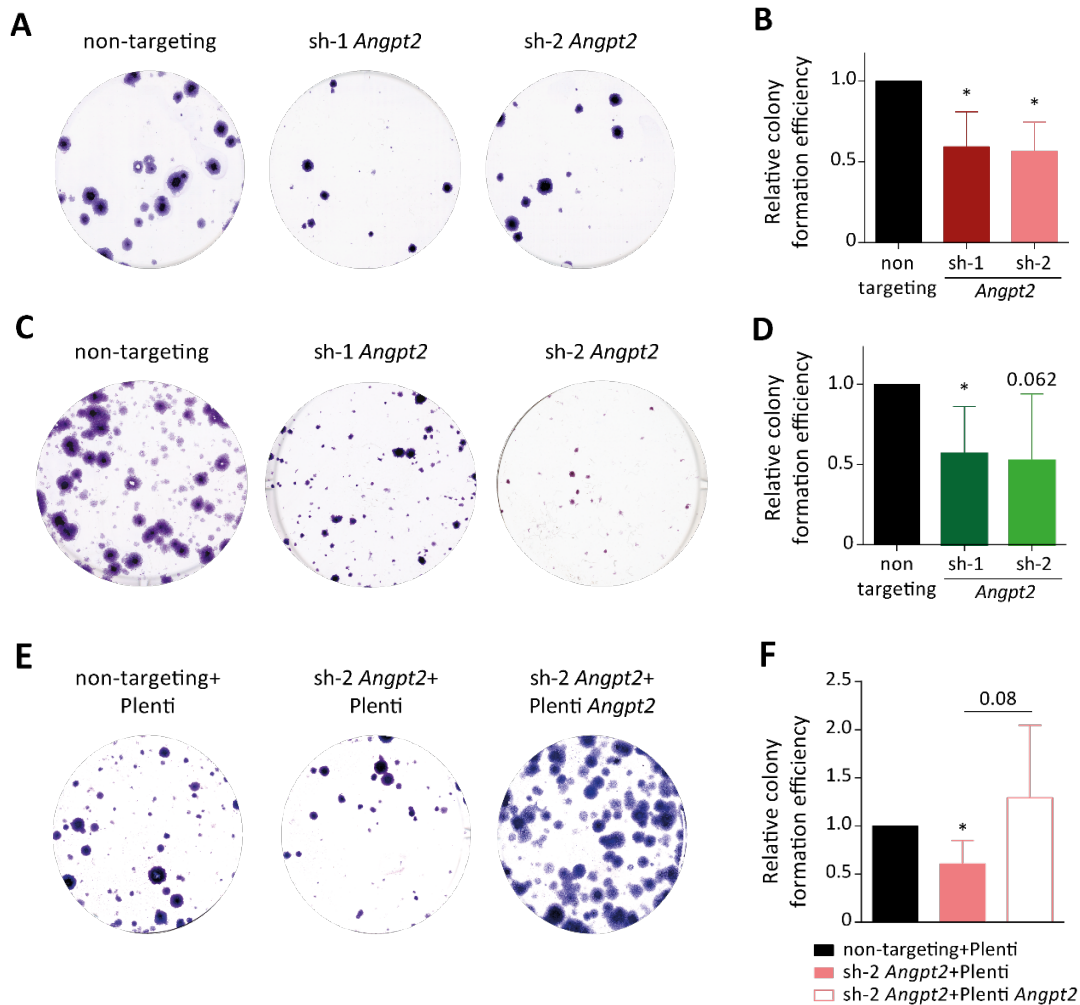 A
non-targeting
sh-1 Angpt2
sh-2 Angpt2
B
Relative colony
formation efficiency
1.0
0.5
0
*
*
non
targeting
sh-1
sh-2
Angpt2
C
non-targeting
sh-1 Angpt2
sh-2 Angpt2
D
Relative colony
formation efficiency
1.0
0.5
0
*
0.062
non
targeting
sh-1
sh-2
Angpt2
E
non-targeting+
Plenti
sh-2 Angpt2+
Plenti
sh-2 Angpt2+
Plenti Angpt2
F
Relative colony
formation efficiency
2.5
2.0
1.5
1.0
0.5
0
*
0.08
non-targeting+Plenti
sh-2 Angpt2+Plenti
sh-2 Angpt2+Plenti Angpt2